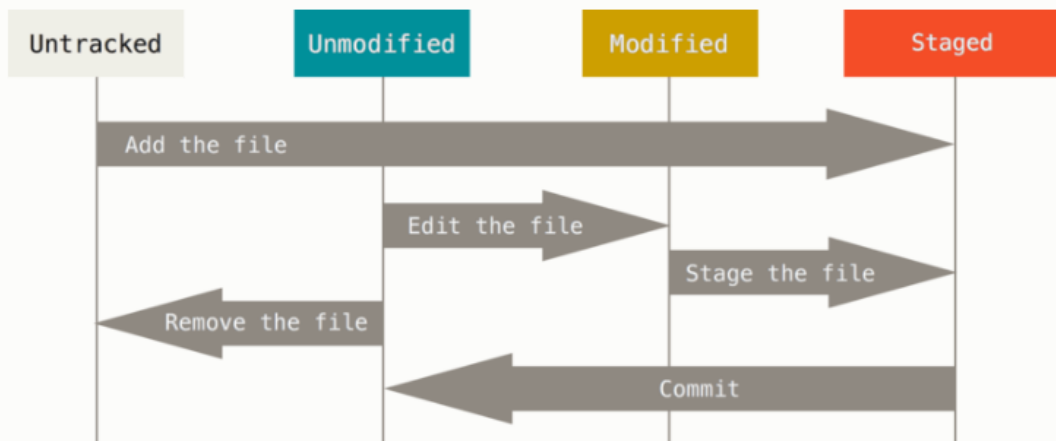 Untracked
Unmodified
Modified
Staged
Add the file
Edit the file
Stage the file
Remove the file
Commit